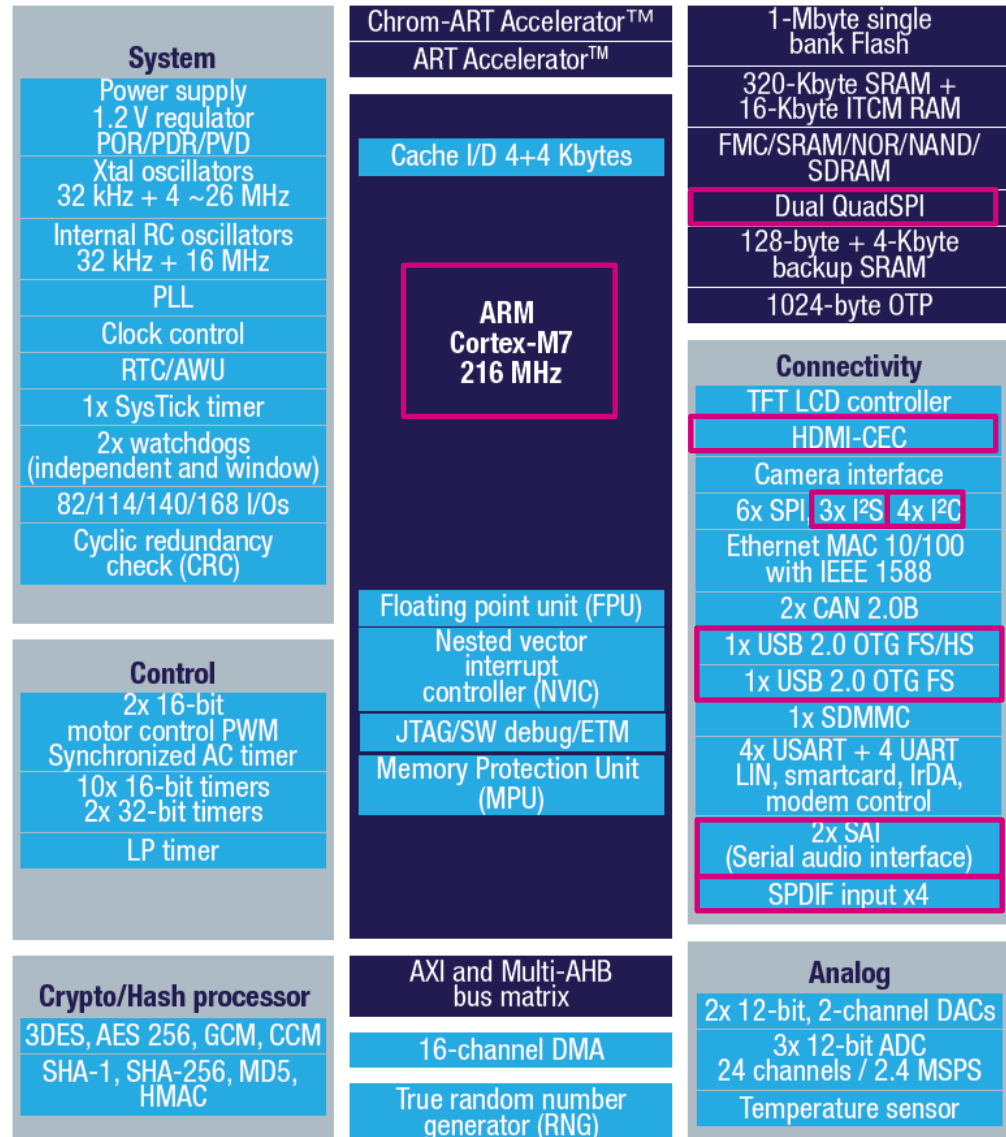 System
Power supply
1.2 V regulator
POR/PDR/PVD
Xtal oscillators
32 kHz + 4 ~26 MHz
Internal RC oscillators
32 kHz + 16 MHz
PLL
Clock control
RTC/AWU
1x SysTick timer
2x watchdogs
(independent and window)
82/114/140/168 I/Os
Cyclic redundancy
check (CRC)
Control
2x 16-bit
motor control PWM
Synchronized AC timer
10x 16-bit timers
2x 32-bit timers
LP timer
Crypto/Hash processor
3DES, AES 256, GCM, CCM
SHA-1, SHA-256, MD5,
HMAC
Chrom-ART Accelerator™
ART Accelerator™
Cache I/D 4+4 Kbytes
ARM
Cortex-M7
216 MHz
Floating point unit (FPU)
Nested vector
interrupt
controller (NVIC)
JTAG/SW debug/ETM
Memory Protection Unit
(MPU)
AXI and Multi-AHB
bus matrix
16-channel DMA
True random number
generator (RNG)
1-Mbyte single
bank Flash
320-Kbyte SRAM +
16-Kbyte ITCM RAM
FMC/SRAM/NOR/NAND/
SDRAM
Dual QuadSPI
128-byte + 4-Kbyte
backup SRAM
1024-byte OTP
Connectivity
TFT LCD controller
HDMI-CEC
Camera interface
6x SPI, 3x I²S 4x I²C
Ethernet MAC 10/100
with IEEE 1588
2x CAN 2.0B
1x USB 2.0 OTG FS/HS
1x USB 2.0 OTG FS
1x SDMMC
4x USART + 4 UART
LIN, smartcard, IrDA,
modem control
2x SAI
(Serial audio interface)
SPDIF input x4
Analog
2x 12-bit, 2-channel DACs
3x 12-bit ADC
24 channels / 2.4 MSPS
Temperature sensor